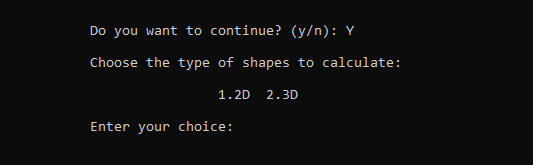 Do you want to continue? (y/n): Y
Choose the type of shapes to calculate:
1.2D  2.3D
Enter your choice: